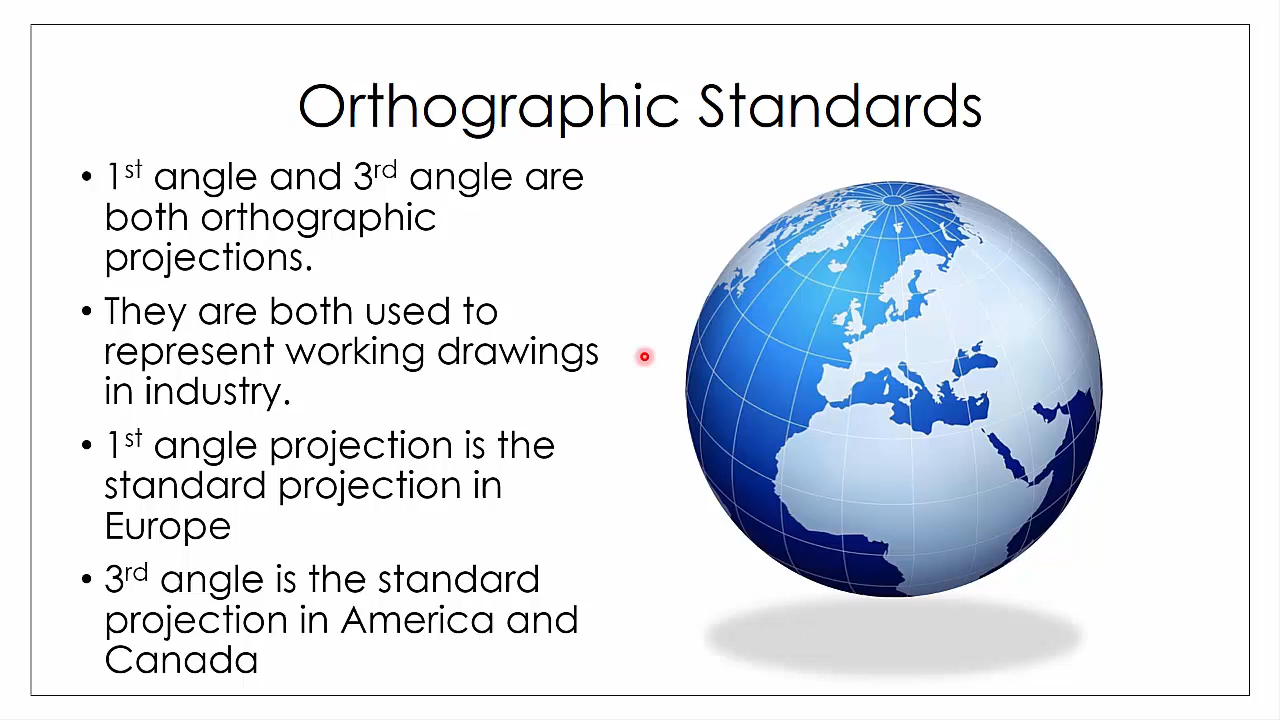 Orthographic Standards
• 1st angle and 3rd angle are
both orthographic
projections.
• They are both used to
represent working drawings
in industry.
• 1st angle projection is the
standard projection in
Europe
• 3rd angle is the standard
projection in America and
Canada